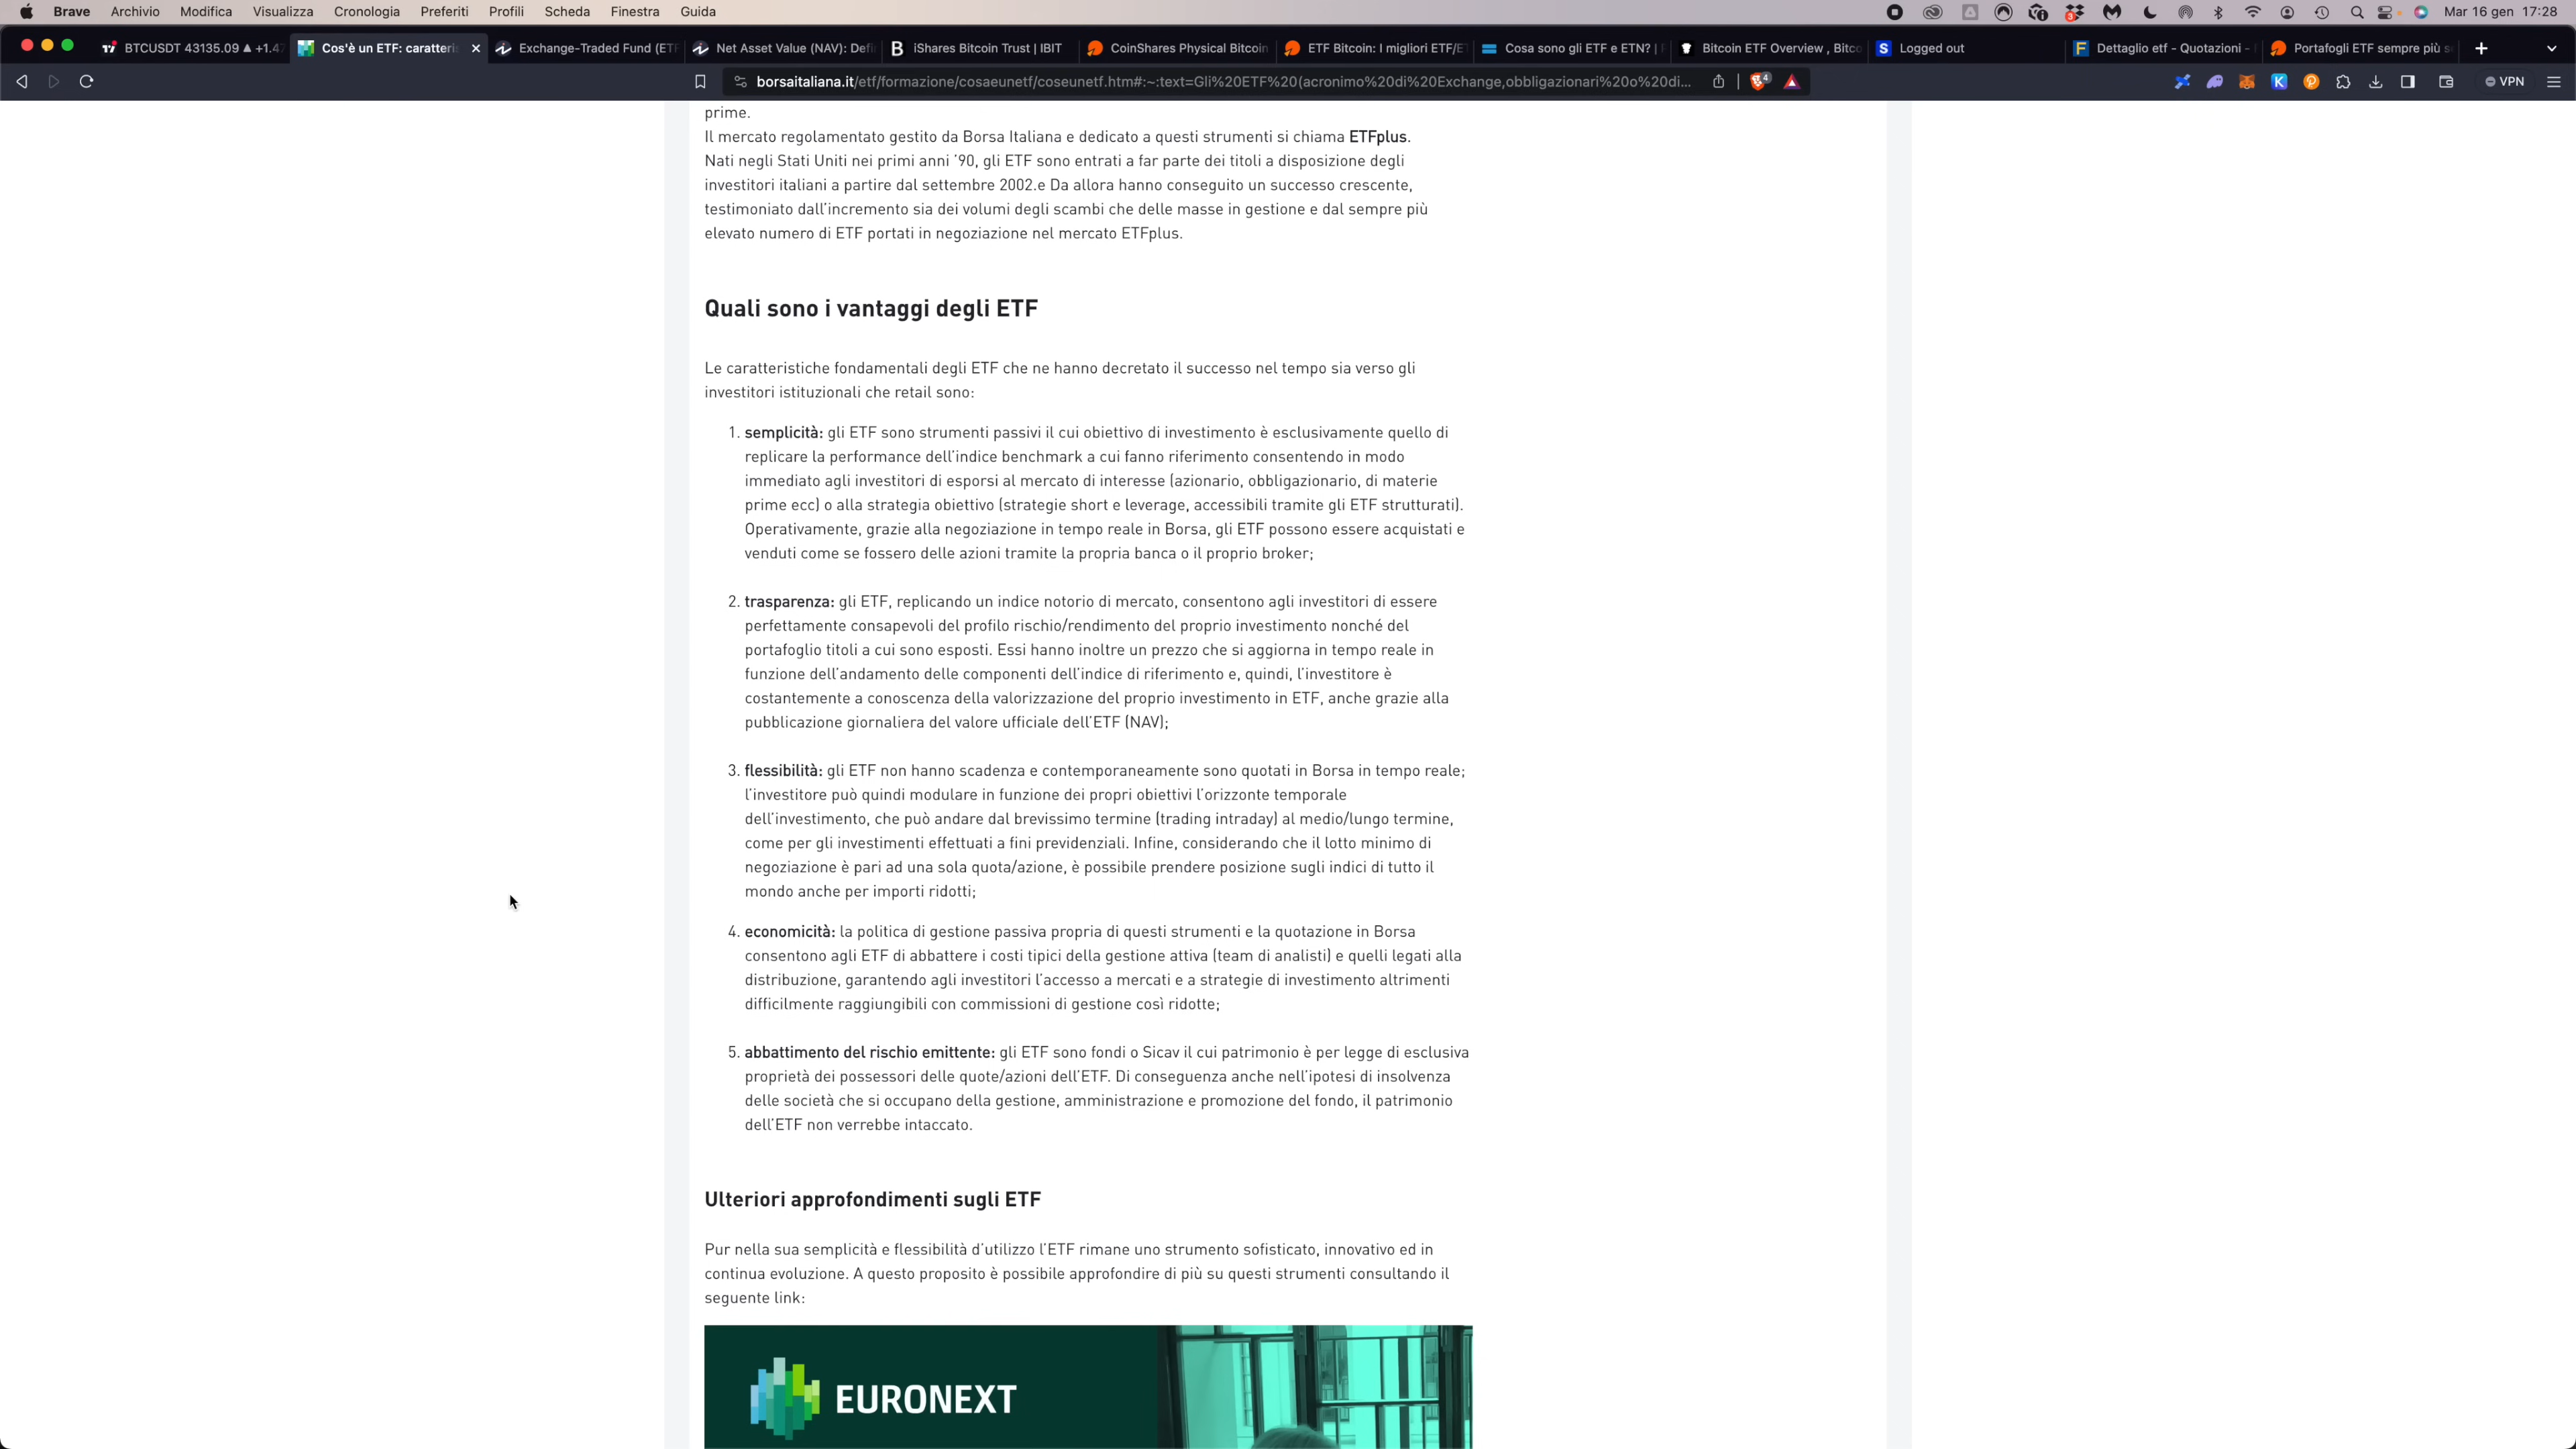 Brave Archivio Modifica Visualizza Cronologia Preferiti Profili Scheda Finestra Guida
Mar 16 gen 17:28
BTCUSDT 43135.09 ▲ +1.4
Cos'è un ETF: caratteri
Exchange-Traded Fund (ETF
Net Asset Value (NAV): Defi
iShares Bitcoin Trust | IBIT
CoinShares Physical Bitcoin
ETF Bitcoin: I migliori ETF/E
Cosa sono gli ETF e ETN? |
Bitcoin ETF Overview , Bitco
Logged out
Dettaglio etf - Quotazioni -
Portafogli ETF sempre più s
borsaitaliana.it/etf/formazione/cosaeunetf/coseunetf.htm#:~:text=Gli%20ETF%20(acronimo%20di%20Exchange,obbligazionari%20o%20di...
4
VPN
prime.
Il mercato regolamentato gestito da Borsa Italiana e dedicato a questi strumenti si chiama ETFplus.
Nati negli Stati Uniti nei primi anni '90, gli ETF sono entrati a far parte dei titoli a disposizione degli
investitori italiani a partire dal settembre 2002.e Da allora hanno conseguito un successo crescente,
testimoniato dall'incremento sia dei volumi degli scambi che delle masse in gestione e dal sempre più
elevato numero di ETF portati in negoziazione nel mercato ETFplus.
Quali sono i vantaggi degli ETF
Le caratteristiche fondamentali degli ETF che ne hanno decretato il successo nel tempo sia verso gli
investitori istituzionali che retail sono:
1. semplicità: gli ETF sono strumenti passivi il cui obiettivo di investimento è esclusivamente quello di
replicare la performance dell'indice benchmark a cui fanno riferimento consentendo in modo
immediato agli investitori di esporsi al mercato di interesse (azionario, obbligazionario, di materie
prime ecc) o alla strategia obiettivo (strategie short e leverage, accessibili tramite gli ETF strutturati).
Operativamente, grazie alla negoziazione in tempo reale in Borsa, gli ETF possono essere acquistati e
venduti come se fossero delle azioni tramite la propria banca o il proprio broker;
2. trasparenza: gli ETF, replicando un indice notorio di mercato, consentono agli investitori di essere
perfettamente consapevoli del profilo rischio/rendimento del proprio investimento nonché del
portafoglio titoli a cui sono esposti. Essi hanno inoltre un prezzo che si aggiorna in tempo reale in
funzione dell'andamento delle componenti dell'indice di riferimento e, quindi, l'investitore è
costantemente a conoscenza della valorizzazione del proprio investimento in ETF, anche grazie alla
pubblicazione giornaliera del valore ufficiale dell'ETF (NAV);
3. flessibilità: gli ETF non hanno scadenza e contemporaneamente sono quotati in Borsa in tempo reale;
l'investitore può quindi modulare in funzione dei propri obiettivi l'orizzonte temporale
dell'investimento, che può andare dal brevissimo termine (trading intraday) al medio/lungo termine,
come per gli investimenti effettuati a fini previdenziali. Infine, considerando che il lotto minimo di
negoziazione è pari ad una sola quota/azione, è possibile prendere posizione sugli indici di tutto il
mondo anche per importi ridotti;
4. economicità: la politica di gestione passiva propria di questi strumenti e la quotazione in Borsa
consentono agli ETF di abbattere i costi tipici della gestione attiva (team di analisti) e quelli legati alla
distribuzione, garantendo agli investitori l'accesso a mercati e a strategie di investimento altrimenti
difficilmente raggiungibili con commissioni di gestione così ridotte;
5. abbattimento del rischio emittente: gli ETF sono fondi o Sicav il cui patrimonio è per legge di esclusiva
proprietà dei possessori delle quote/azioni dell'ETF. Di conseguenza anche nell'ipotesi di insolvenza
delle società che si occupano della gestione, amministrazione e promozione del fondo, il patrimonio
dell'ETF non verrebbe intaccato.
Ulteriori approfondimenti sugli ETF
Pur nella sua semplicità e flessibilità d'utilizzo l'ETF rimane uno strumento sofisticato, innovativo ed in
continua evoluzione. A questo proposito è possibile approfondire di più su questi strumenti consultando il
seguente link:
EURONEXT